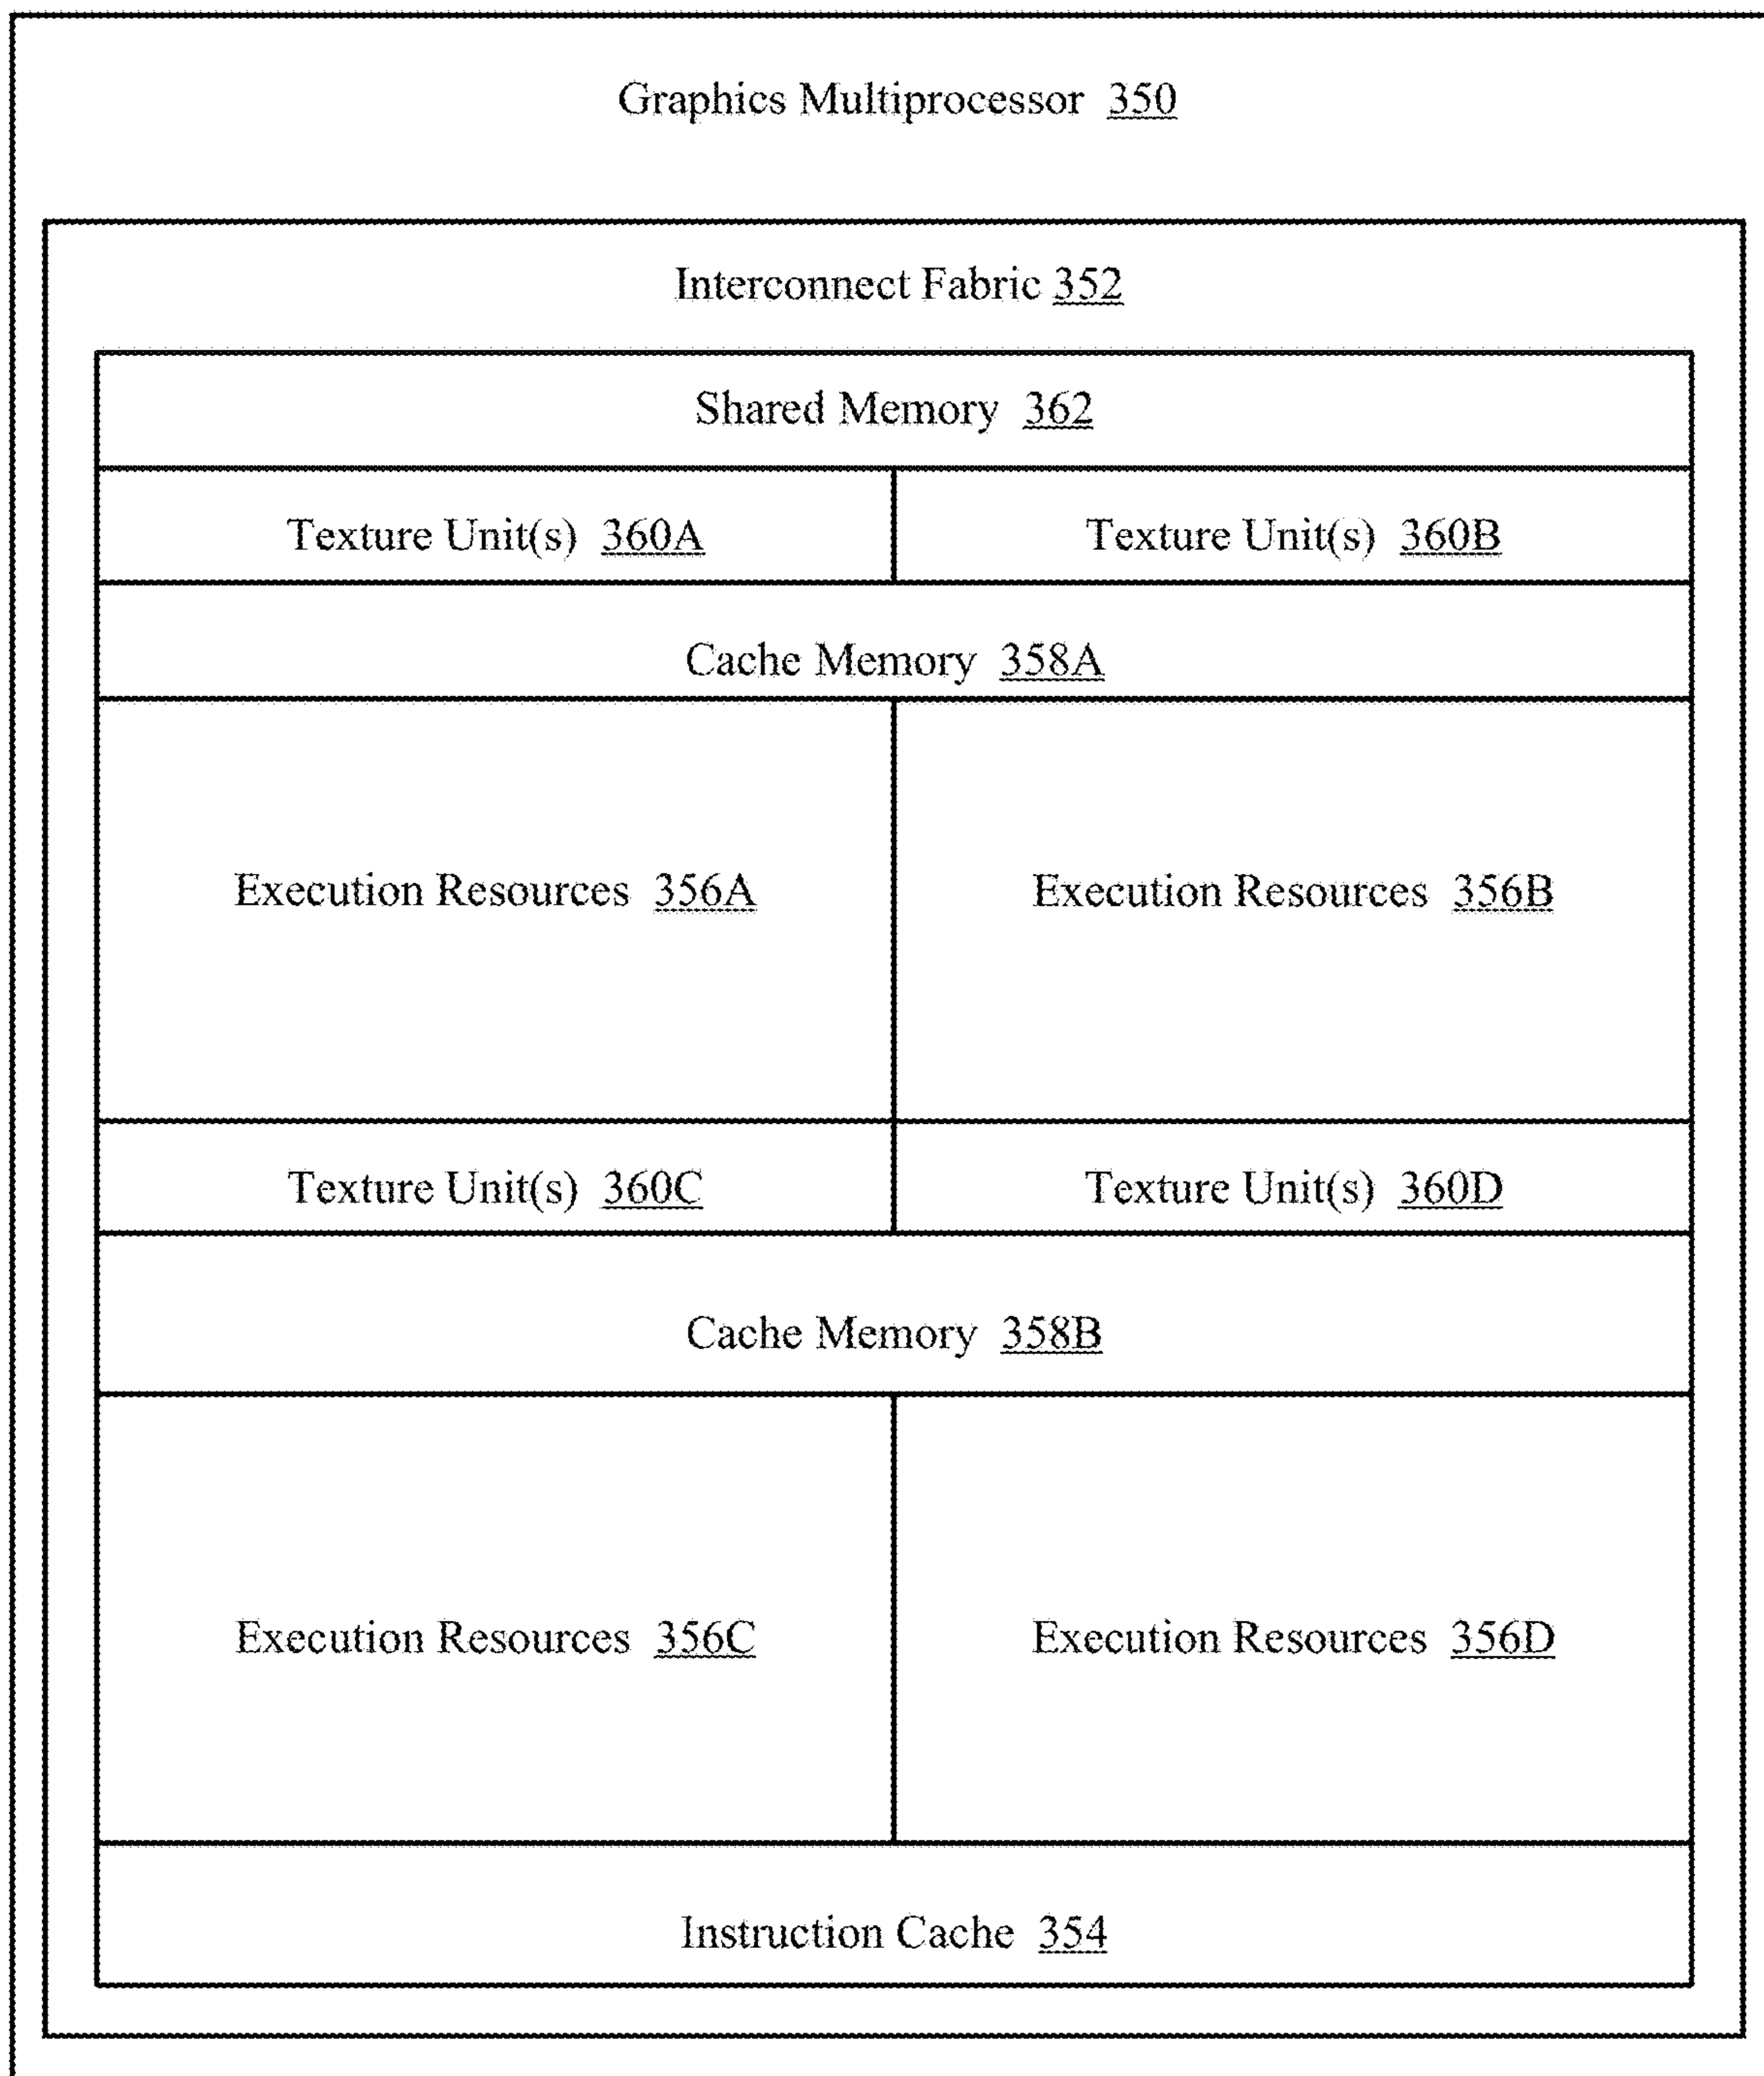 Graphics Multiprocessor 350
Interconnect Fabric 352
Shared Memory 362
Texture Unit(s) 360A
Texture Unit(s) 360B
Cache Memory 358A
Execution Resources 356A
Execution Resources 356B
Texture Unit(s) 360C
Texture Unit(s) 360D
Cache Memory 358B
Execution Resources 356C
Execution Resources 356D
Instruction Cache 354